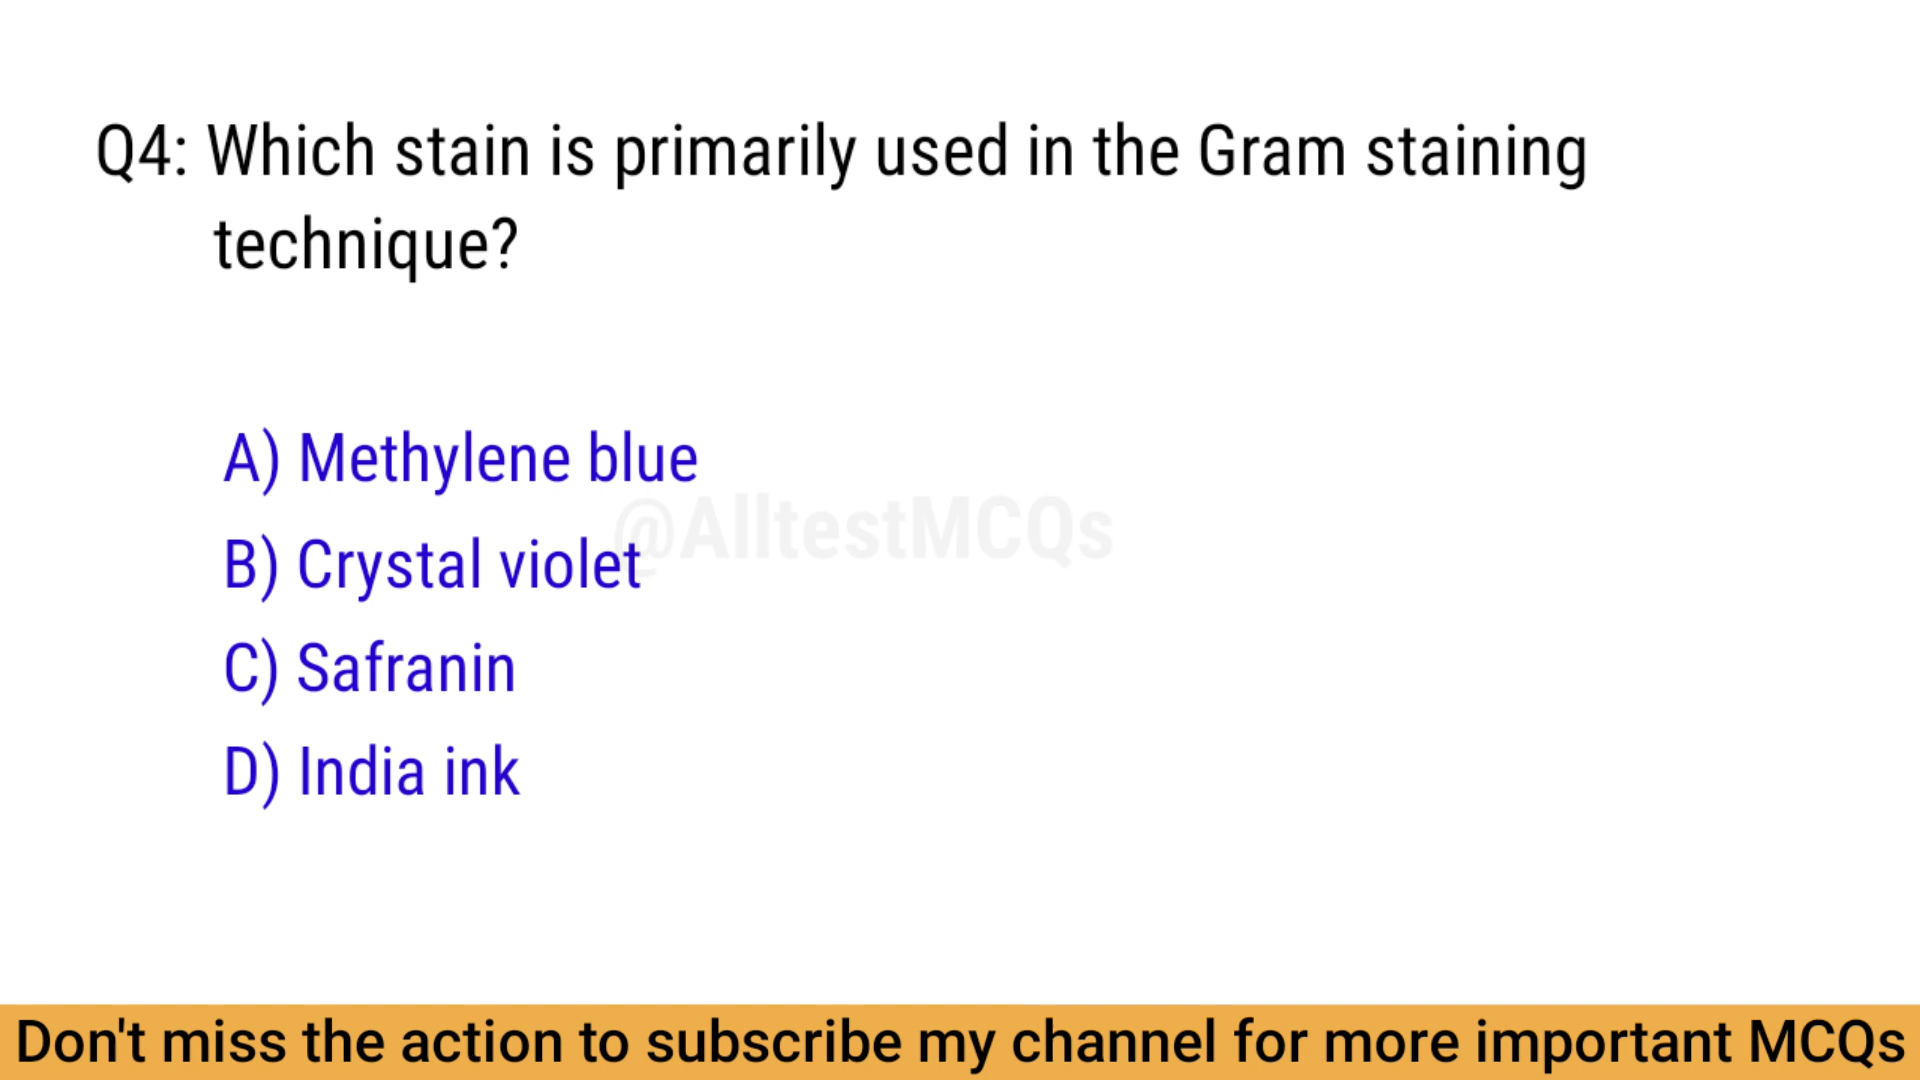 Q4: Which stain is primarily used in the Gram staining
technique?
A) Methylene blue
@AlltestMCQs
B) Crystal violet
C) Safranin
D) India ink
Don't miss the action to subscribe my channel for more important MCQs